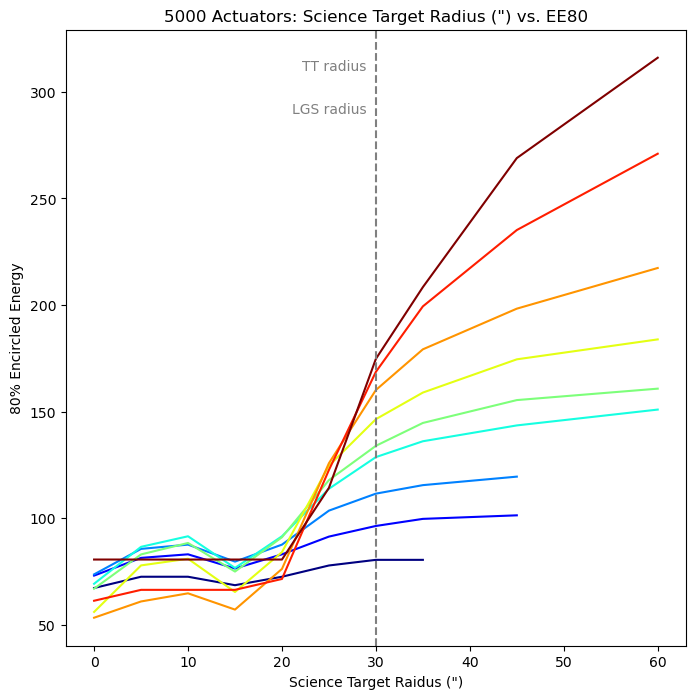 5000 Actuators: Science Target Radius (") vs. EE80
TT radius
LGS radius
300
250
200
150
100
50
80% Encircled Energy
0 10 20 30 40 50 60
Science Target Raidus (")